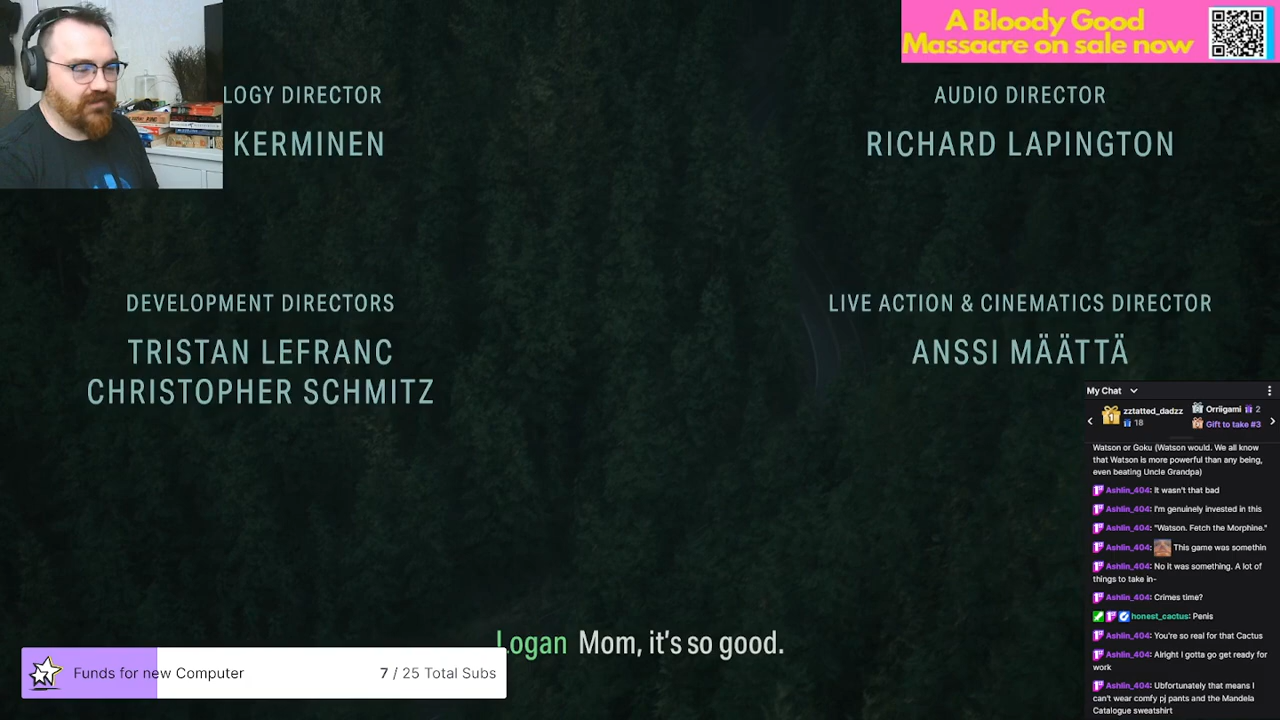 A Bloody Good
Massacre on sale now
LOGY DIRECTOR
KERMINEN
AUDIO DIRECTOR
RICHARD LAPINGTON
DEVELOPMENT DIRECTORS
TRISTAN LEFRANC
CHRISTOPHER SCHMITZ
LIVE ACTION & CINEMATICS DIRECTOR
ANSSI MÄÄTTÄ
My Chat
1 zztatted_dadzz
18
Orriigami 2
Gift to take #3
Watson or Goku (Watson would. We all know
that Watson is more powerful than any being,
even beating Uncle Grandpa)
Ashlin_404: It wasn't that bad
Ashlin_404: I'm genuinely invested in this
Ashlin_404: "Watson. Fetch the Morphine."
Ashlin_404: This game was somethin
Ashlin_404: No it was something. A lot of
things to take in-
Ashlin_404: Crimes time?
honest_cactus: Penis
Ashlin_404: You're so real for that Cactus
Ashlin_404: Alright I gotta go get ready for
work
Ashlin_404: Ubfortunately that means I
can't wear comfy pj pants and the Mandela
Catalogue sweatshirt
Logan Mom, it's so good.
Funds for new Computer
7 / 25 Total Subs